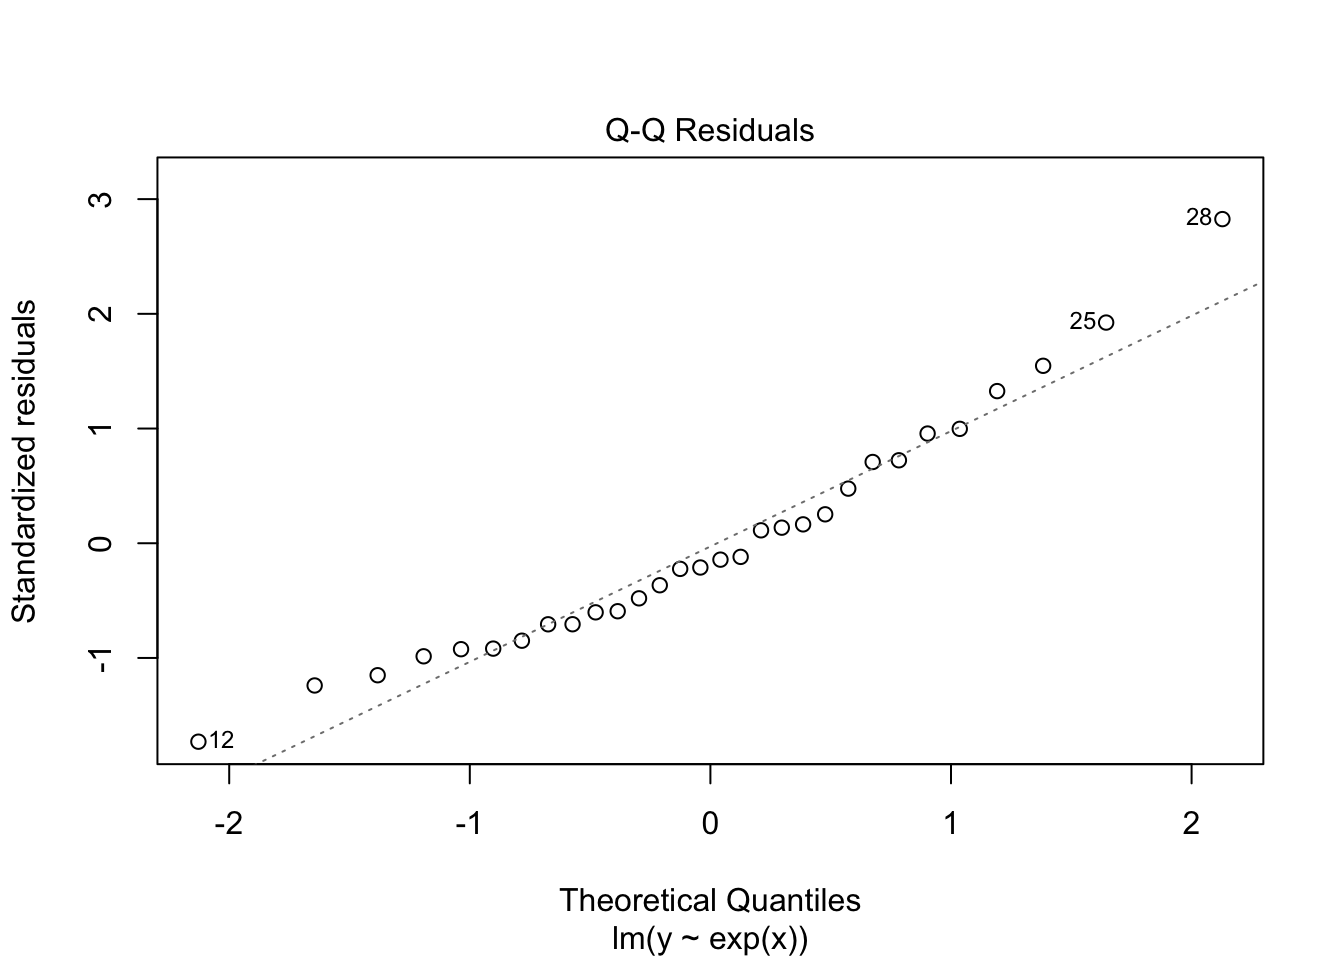 Q-Q Residuals
3
2
1
0
-1
Standardized residuals
28
25
12
-2 -1 0 1 2
Theoretical Quantiles
lm(y ~ exp(x))